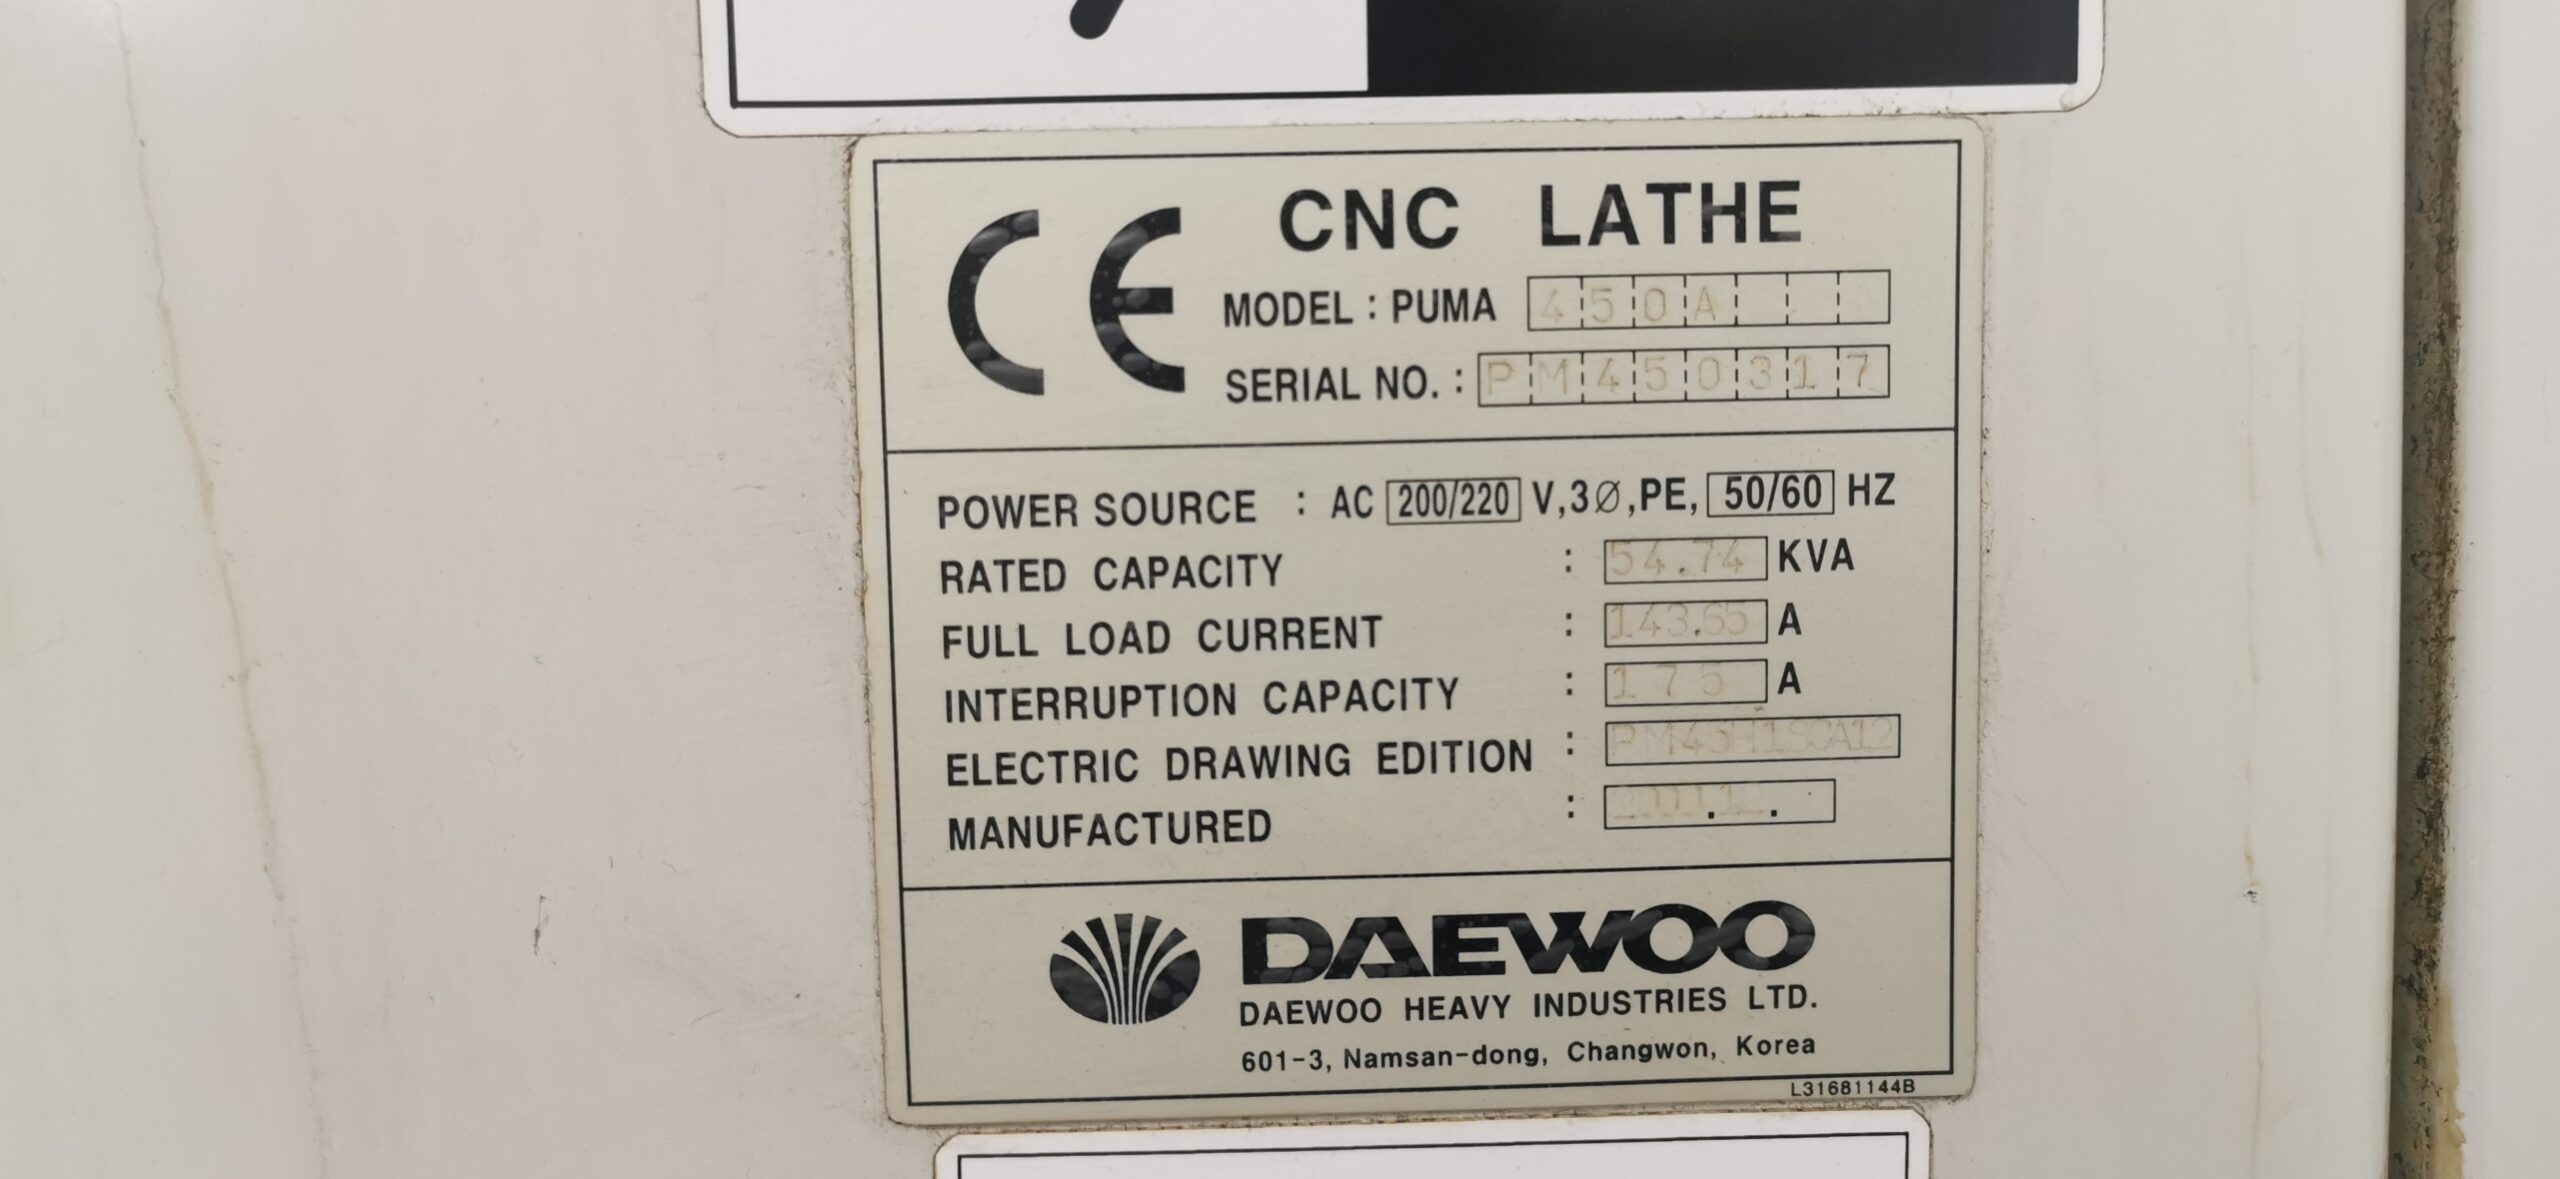 CE
CNC LATHE
MODEL : PUMA 450A
SERIAL NO. : PM450317
POWER SOURCE : AC 200/220 V,3Ø,PE, 50/60 HZ
RATED CAPACITY : 54.74 KVA
FULL LOAD CURRENT : 143.65 A
INTERRUPTION CAPACITY : 175 A
ELECTRIC DRAWING EDITION :
MANUFACTURED :
DAEWOO
DAEWOO HEAVY INDUSTRIES LTD.
601-3, Namsan-dong, Changwon, Korea
L31681144B